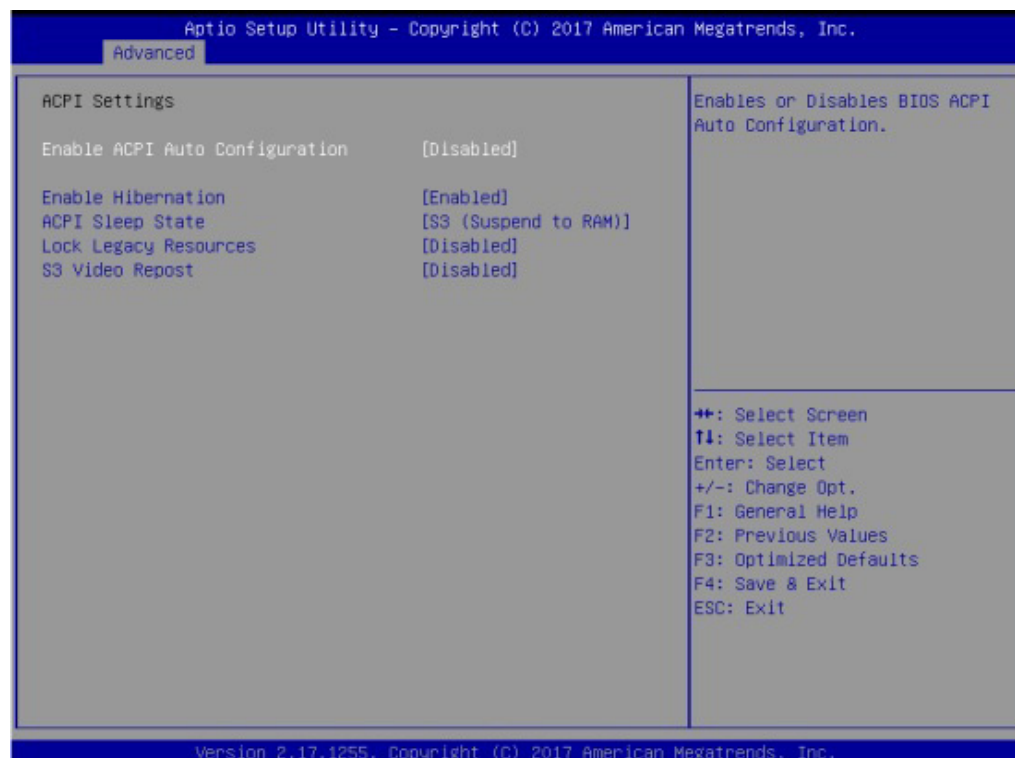 Aptio Setup Utility – Copyright (C) 2017 American Megatrends, Inc.
Advanced
ACPI Settings
Enable ACPI Auto Configuration [Disabled]
Enable Hibernation [Enabled]
ACPI Sleep State [S3 (Suspend to RAM)]
Lock Legacy Resources [Disabled]
S3 Video Repost [Disabled]
Enables or Disables BIOS ACPI
Auto Configuration.
→←: Select Screen
↑↓: Select Item
Enter: Select
+/-: Change Opt.
F1: General Help
F2: Previous Values
F3: Optimized Defaults
F4: Save & Exit
ESC: Exit
Version 2.17.1255. Copyright (C) 2017 American Megatrends, Inc.